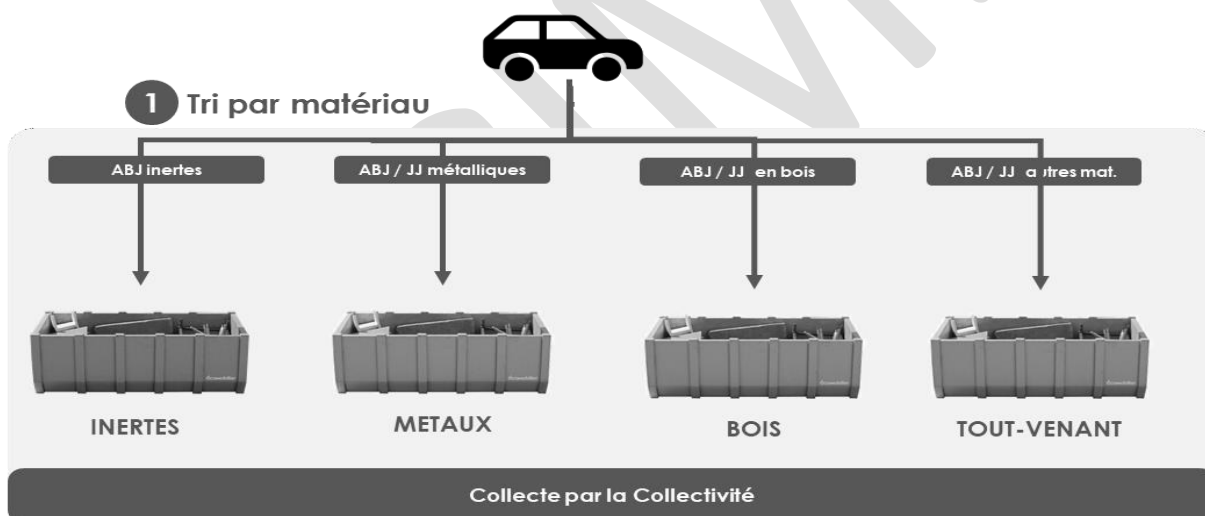 1 Tri par matériau
ABJ inertes
ABJ / JJ métalliques
ABJ / JJ en bois
ABJ / JJ autres mat.
INERTES
METAUX
BOIS
TOUT-VENANT
Collecte par la Collectivité